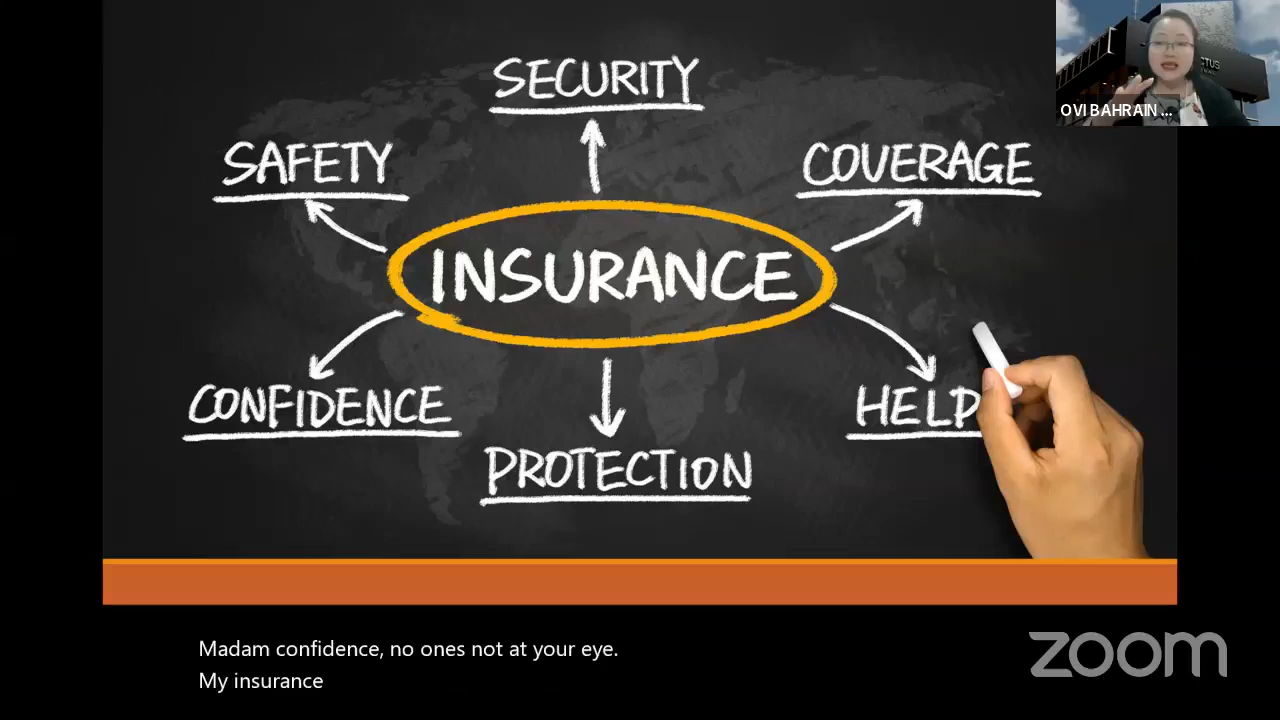 SECURITY
SAFETY
COVERAGE
INSURANCE
CONFIDENCE
HELP
PROTECTION
CTUS
OVI BAHRAIN ...
Madam confidence, no ones not at your eye.
My insurance
zoom